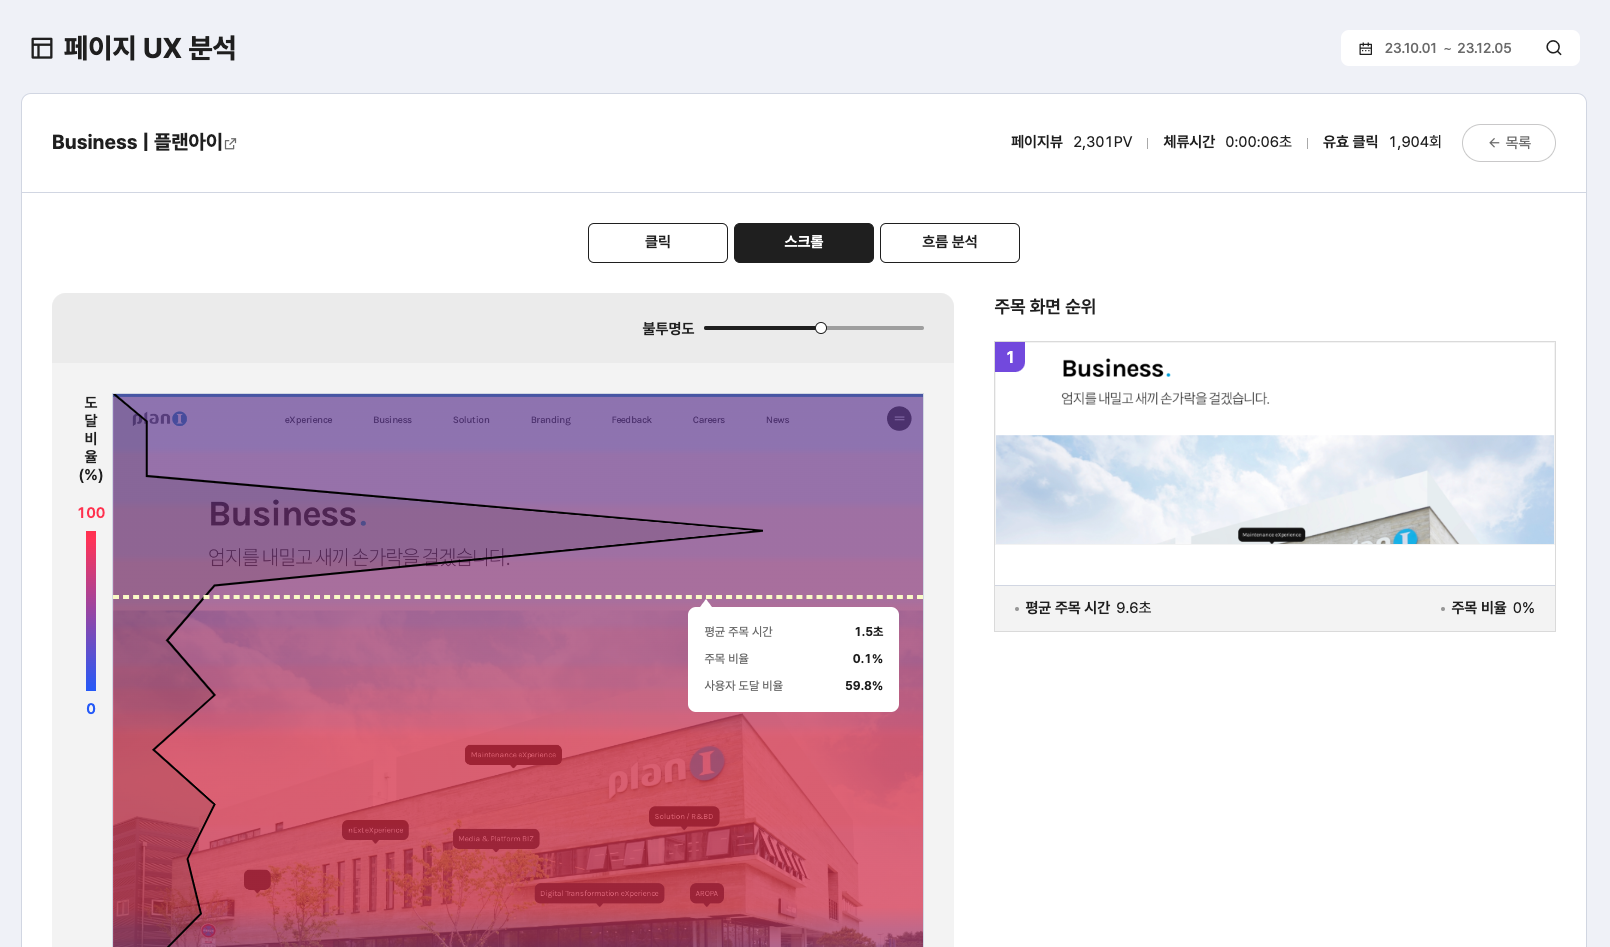 페이지 UX 분석
23.10.01 ~ 23.12.05
Business | 플랜아이
페이지뷰 2,301PV
체류시간 0:00:06초
유효 클릭 1,904회
← 목록
클릭
스크롤
흐름 분석
불투명도
도
달
비
율
(%)
100
0
plan I
eXperience
Business
Solution
Branding
Feedback
Careers
News
Business.
엄지를 내밀고 새끼 손가락을 걸겠습니다.
평균 주목 시간 1.5초
주목 비율 0.1%
사용자 도달 비율 59.8%
Maintenance eXperience
plan I
Solution / R&BD
nExt eXperience
Media & Platform BIZ
Digital Transformation eXperience
AROPA
주목 화면 순위
1
Business.
엄지를 내밀고 새끼 손가락을 걸겠습니다.
Maintenance eXperience
평균 주목 시간 9.6초
주목 비율 0%